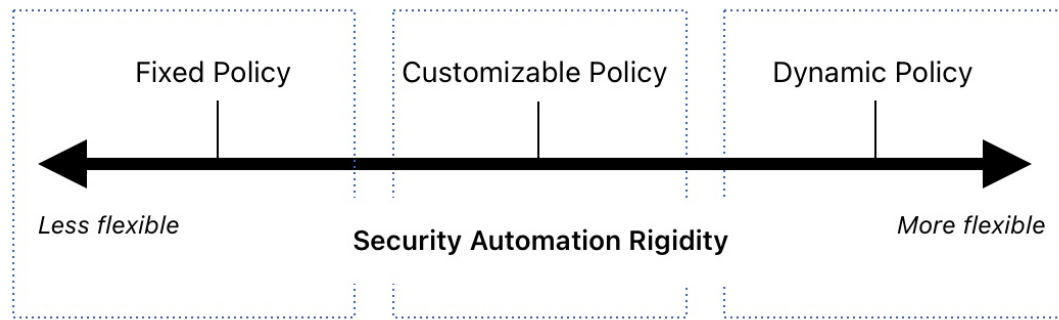 Fixed Policy
Customizable Policy
Dynamic Policy
Less flexible
More flexible
Security Automation Rigidity